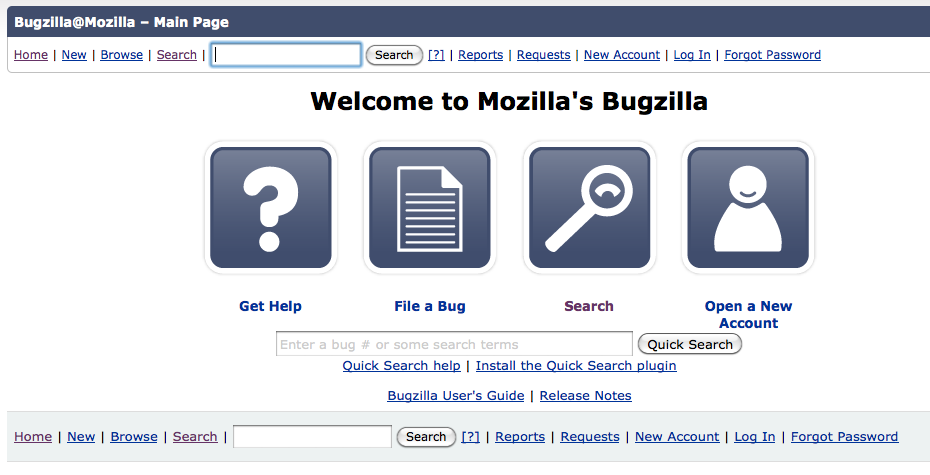 Bugzilla@Mozilla – Main Page
Home | New | Browse | Search | Search [?] | Reports | Requests | New Account | Log In | Forgot Password
Welcome to Mozilla's Bugzilla
Get Help File a Bug Search Open a New
Account
Enter a bug # or some search terms Quick Search
Quick Search help | Install the Quick Search plugin
Bugzilla User's Guide | Release Notes
Home | New | Browse | Search | Search [?] | Reports | Requests | New Account | Log In | Forgot Password